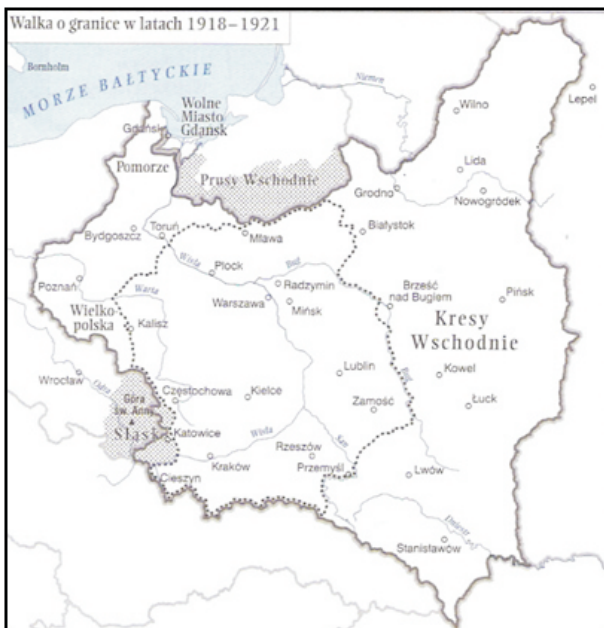 Walka o granice w latach 1918–1921
Bornholm
MORZE BAŁTYCKIE
Niemen
Wolne
Miasto
Gdańsk
Gdańsk
Pomorze
Prusy Wschodnie
Wilno
Lepel
Lida
Grodno
Nowogródek
Bydgoszcz
Toruń
Mława
Białystok
Wisła
Płock
Bug
Radzymin
Poznań
Warta
Warszawa
Mińsk
Brześć
nad Bugiem
Pińsk
Wielko-
polska
Kalisz
Kresy
Wschodnie
Wrocław
Odra
Góra
św. Anny
Śląsk
Częstochowa
Kielce
Lublin
Bug
Kowel
Zamość
Łuck
Katowice
Wisła
Kraków
Rzeszów
San
Przemyśl
Lwów
Cieszyn
Dniestr
Stanisławów